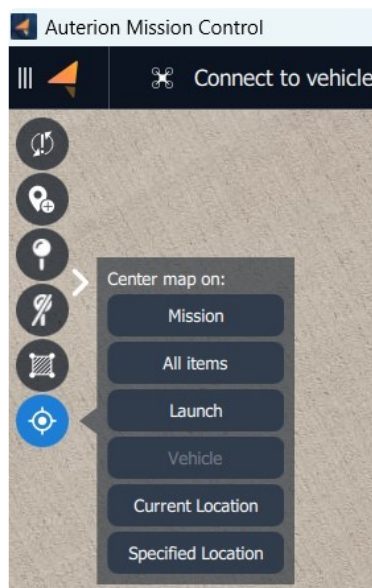 Auterion Mission Control
Connect to vehicle
Center map on:
Mission
All items
Launch
Vehicle
Current Location
Specified Location